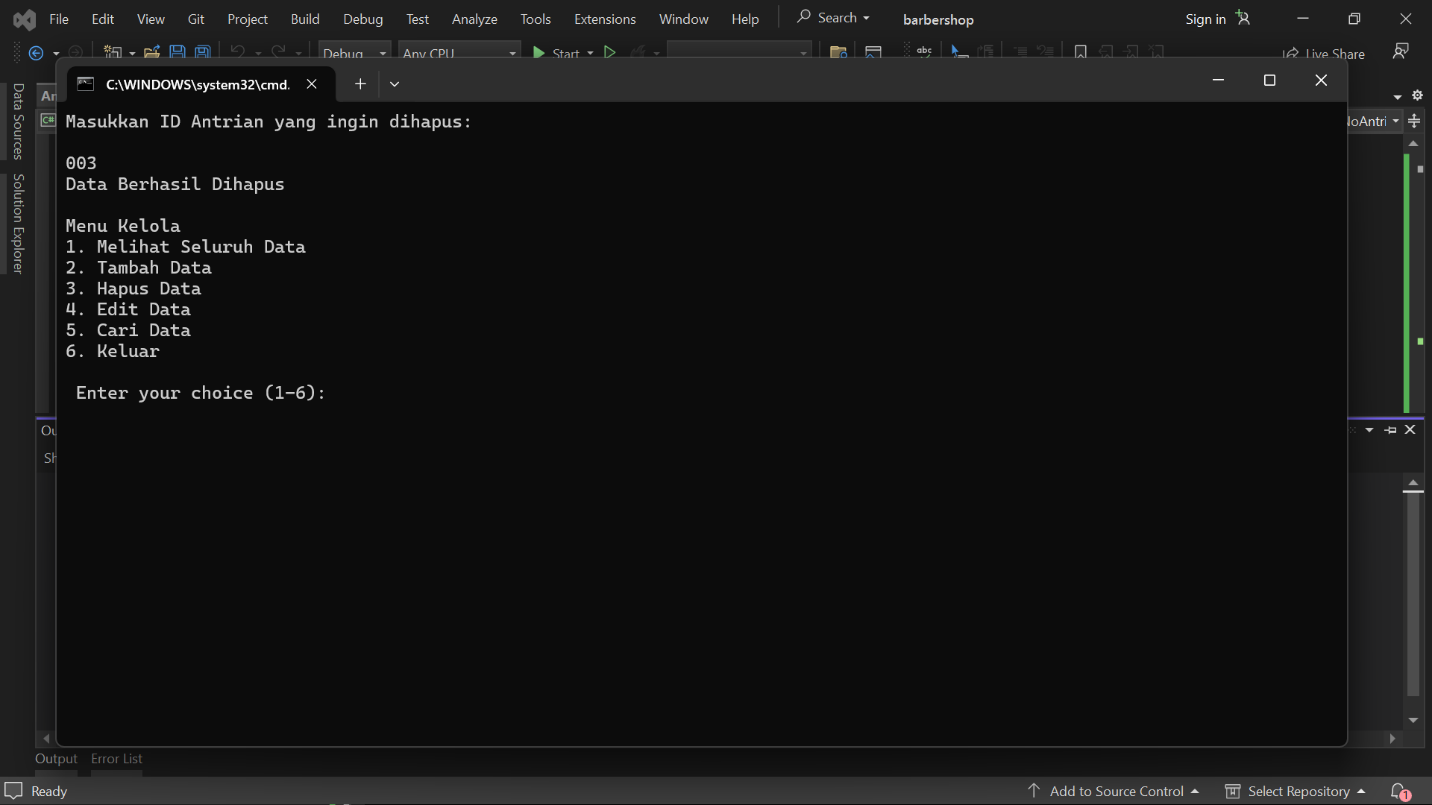 File Edit View Git Project Build Debug Test Analyze Tools Extensions Window Help Search barbershop Sign in
Debug Any CPU Start Live Share
C:\WINDOWS\system32\cmd.
Data Sources
Solution Explorer
C#
Masukkan ID Antrian yang ingin dihapus:
003
Data Berhasil Dihapus
Menu Kelola
1. Melihat Seluruh Data
2. Tambah Data
3. Hapus Data
4. Edit Data
5. Cari Data
6. Keluar
Enter your choice (1-6):
Output Error List
Ready Add to Source Control Select Repository 1